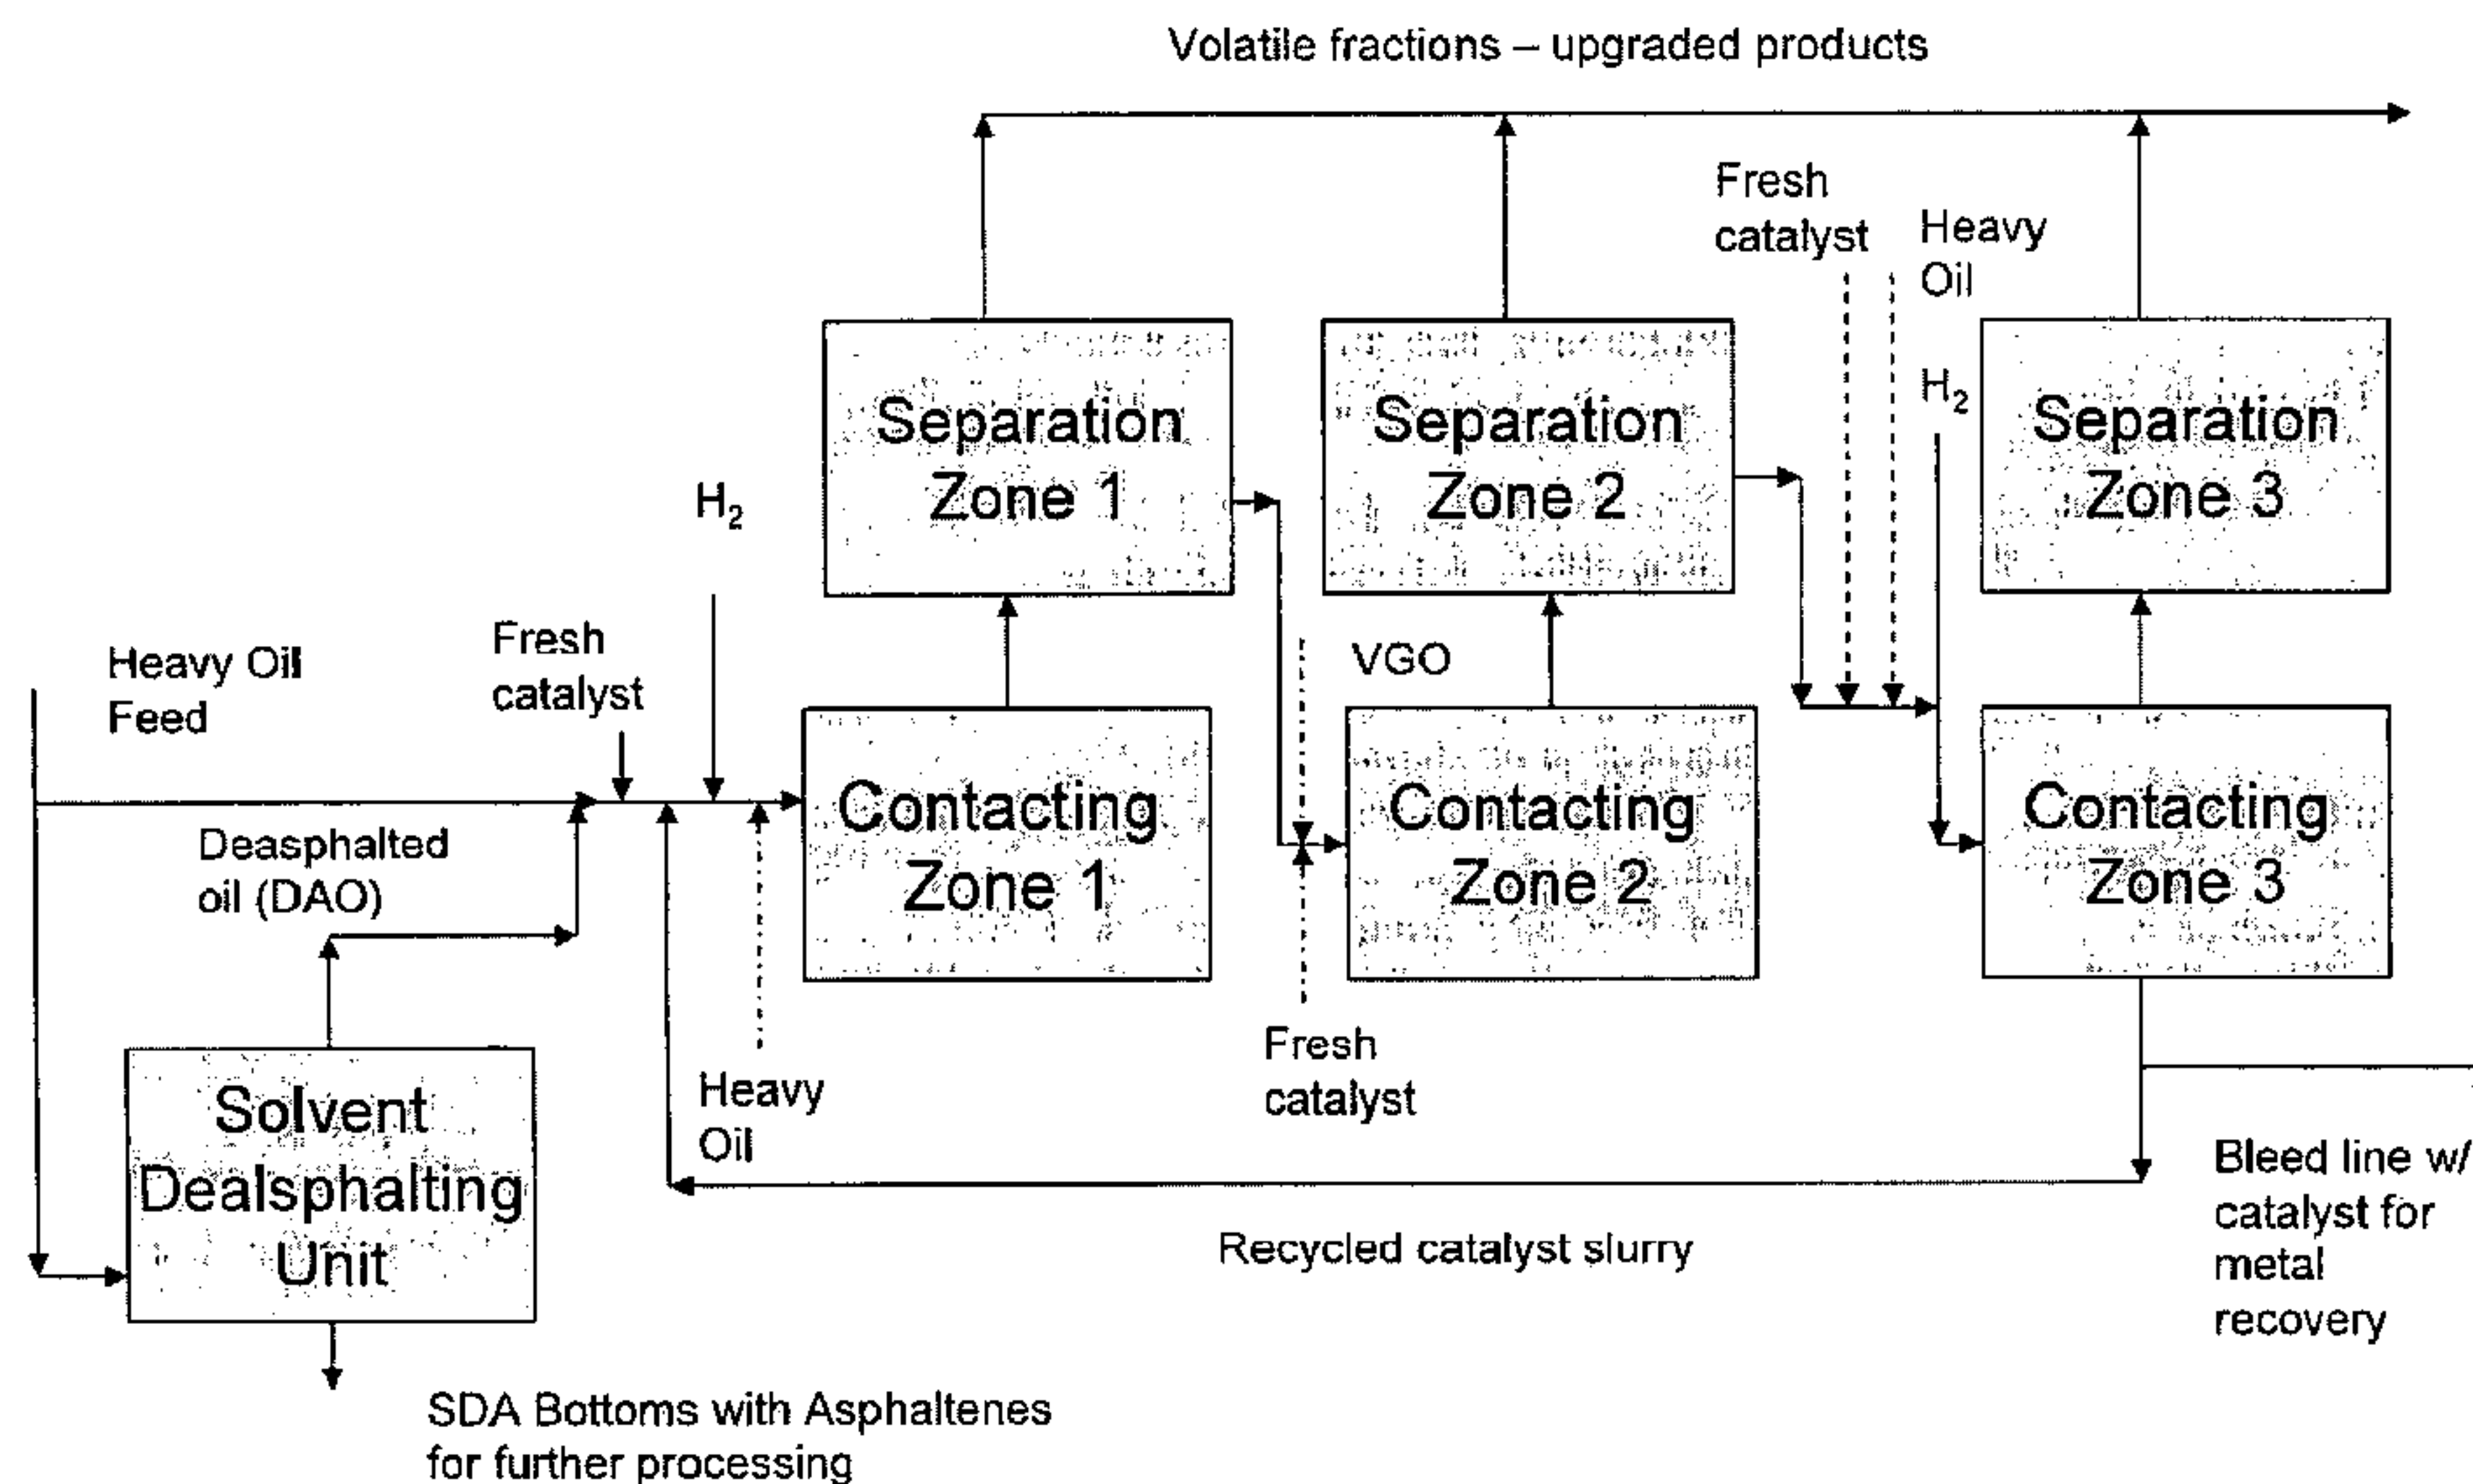 Volatile fractions – upgraded products
Fresh
catalyst
Heavy
Oil
H2
Separation
Zone 1
Separation
Zone 2
Separation
Zone 3
H2
Fresh
catalyst
Heavy Oil
Feed
VGO
Deasphalted
oil (DAO)
Contacting
Zone 1
Contacting
Zone 2
Contacting
Zone 3
Solvent
Dealsphalting
Unit
Heavy
Oil
Fresh
catalyst
Recycled catalyst slurry
Bleed line w/
catalyst for
metal
recovery
SDA Bottoms with Asphaltenes
for further processing